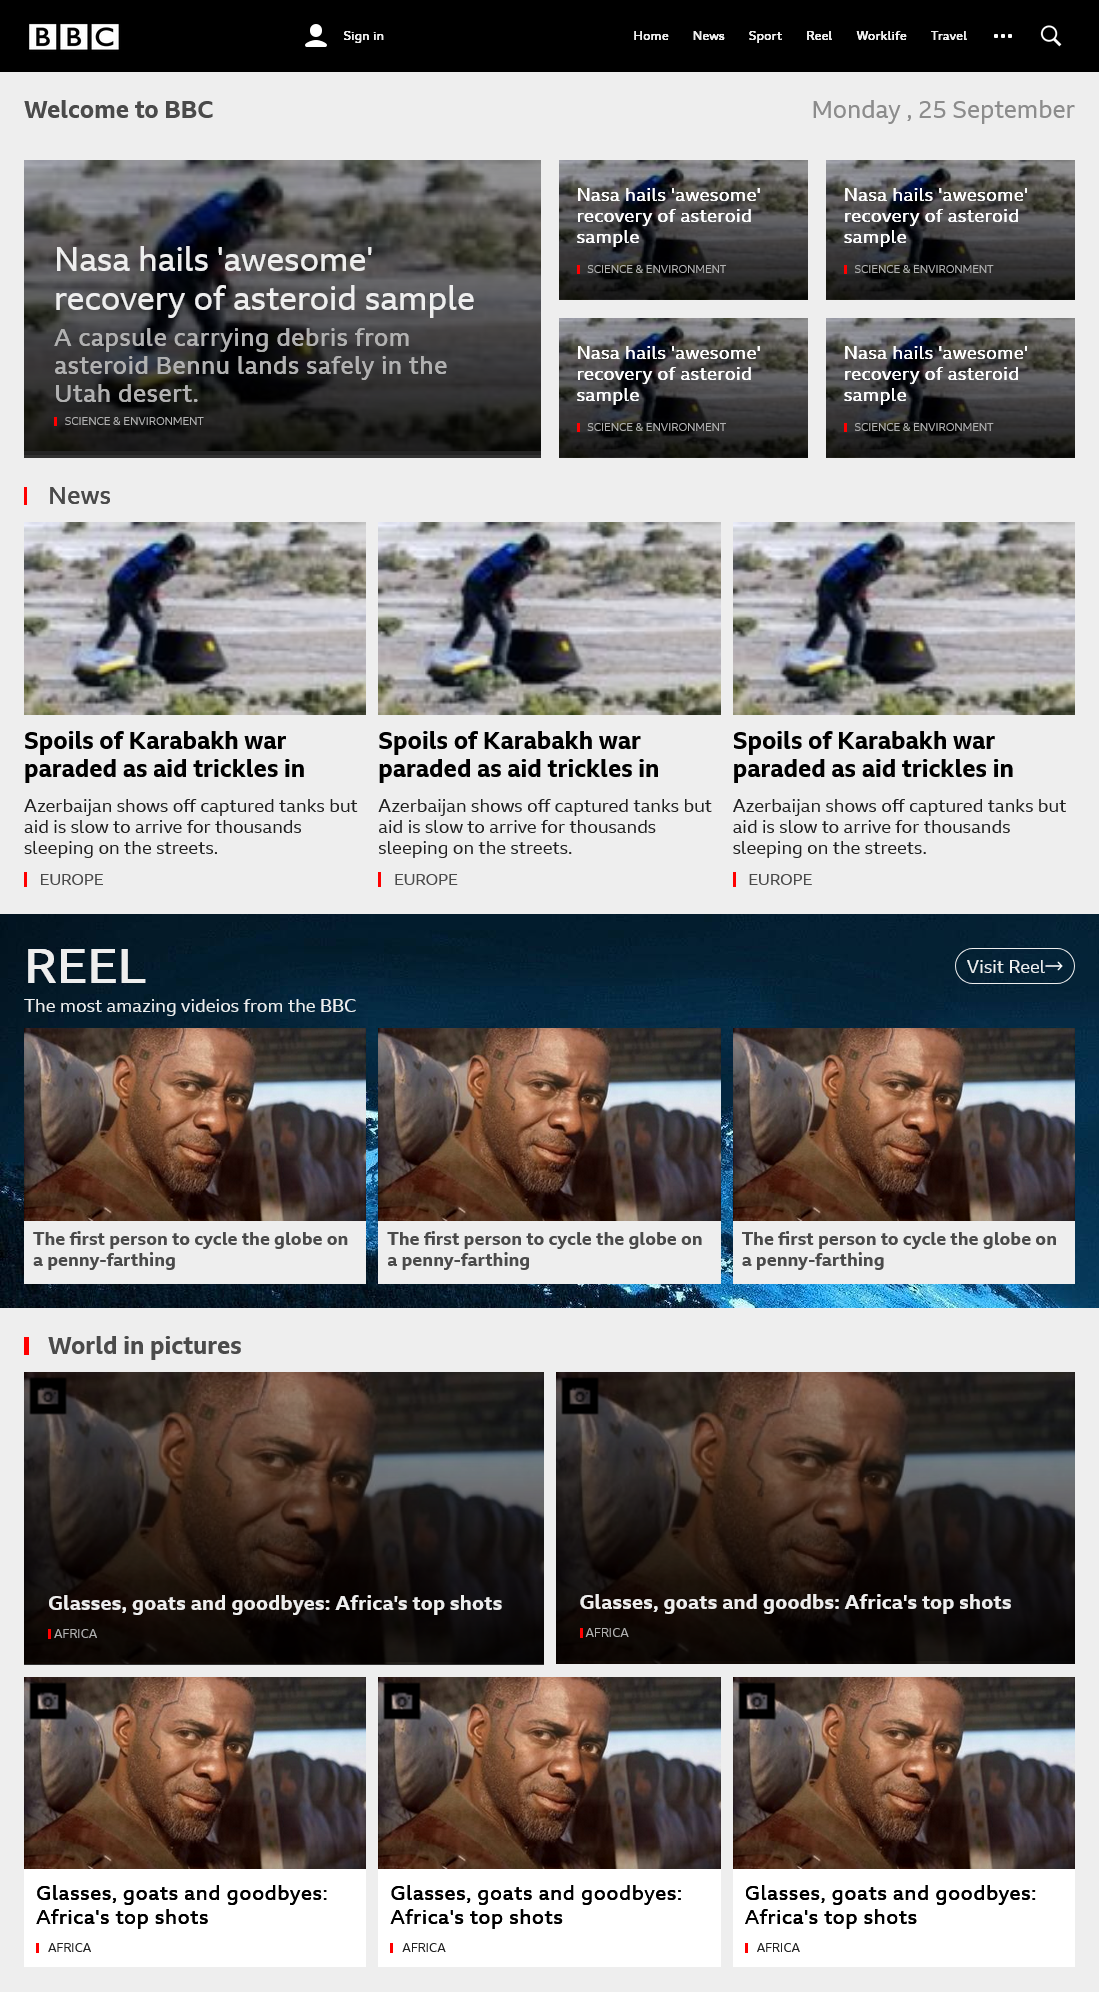 BBC
Sign in
Home
News
Sport
Reel
Worklife
Travel
Welcome to BBC
Monday , 25 September
Nasa hails 'awesome'
recovery of asteroid sample
A capsule carrying debris from
asteroid Bennu lands safely in the
Utah desert.
SCIENCE & ENVIRONMENT
Nasa hails 'awesome'
recovery of asteroid
sample
SCIENCE & ENVIRONMENT
Nasa hails 'awesome'
recovery of asteroid
sample
SCIENCE & ENVIRONMENT
Nasa hails 'awesome'
recovery of asteroid
sample
SCIENCE & ENVIRONMENT
Nasa hails 'awesome'
recovery of asteroid
sample
SCIENCE & ENVIRONMENT
News
Spoils of Karabakh war
paraded as aid trickles in
Azerbaijan shows off captured tanks but
aid is slow to arrive for thousands
sleeping on the streets.
EUROPE
Spoils of Karabakh war
paraded as aid trickles in
Azerbaijan shows off captured tanks but
aid is slow to arrive for thousands
sleeping on the streets.
EUROPE
Spoils of Karabakh war
paraded as aid trickles in
Azerbaijan shows off captured tanks but
aid is slow to arrive for thousands
sleeping on the streets.
EUROPE
REEL
Visit Reel→
The most amazing videios from the BBC
The first person to cycle the globe on
a penny-farthing
The first person to cycle the globe on
a penny-farthing
The first person to cycle the globe on
a penny-farthing
World in pictures
Glasses, goats and goodbyes: Africa's top shots
AFRICA
Glasses, goats and goodbs: Africa's top shots
AFRICA
Glasses, goats and goodbyes:
Africa's top shots
AFRICA
Glasses, goats and goodbyes:
Africa's top shots
AFRICA
Glasses, goats and goodbyes:
Africa's top shots
AFRICA